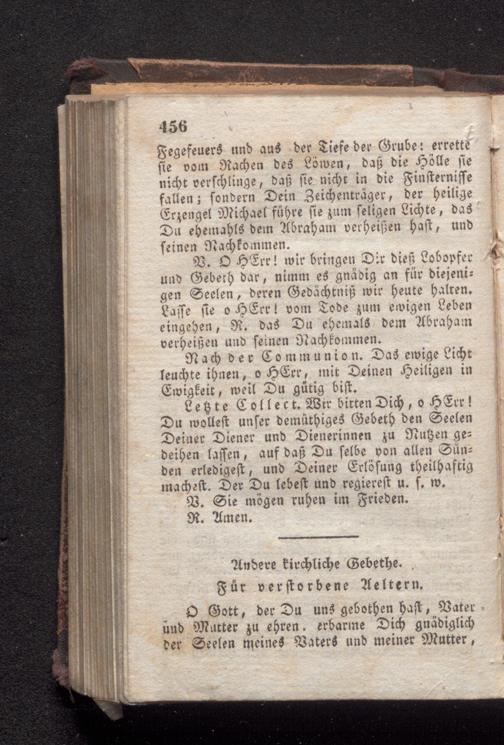 456
Fegefeuers und aus der Tiefe der Grube: errette
sie vom Rachen des Löwen, daß die Hölle sie
nicht verschlinge, daß sie nicht in die Finsternisse
fallen; sondern Dein Zeichenträger, der heilige
Erzengel Michael führe sie zum seligen Lichte, das
Du ehemahls dem Abraham verheißen hast, und
seinen Nachkommen.
V. O HErr! wir bringen Dir dieß Lobopfer
und Gebeth dar, nimm es gnädig an für diejeni-
gen Seelen, deren Gedächtniß wir heute halten.
Lasse sie o HErr! vom Tode zum ewigen Leben
eingehen, R. das Du ehemals dem Abraham
verheißen und seinen Nachkommen.
Nach der Communion. Das ewige Licht
leuchte ihnen, o HErr, mit Deinen Heiligen in
Ewigkeit, weil Du gütig bist.
Letzte Collect. Wir bitten Dich, o HErr!
Du wollest unser demüthiges Gebeth den Seelen
Deiner Diener und Dienerinnen zu Nutzen ge-
deihen lassen, auf daß Du selbe von allen Sün-
den erledigest, und Deiner Erlösung theilhaftig
machest. Der Du lebest und regierest u. s. w.
V. Sie mögen ruhen im Frieden.
R. Amen.
Andere kirchliche Gebethe.
Für verstorbene Aeltern.
O Gott, der Du uns gebothen hast, Vater
und Mutter zu ehren. erbarme Dich gnädiglich
der Seelen meines Vaters und meiner Mutter,